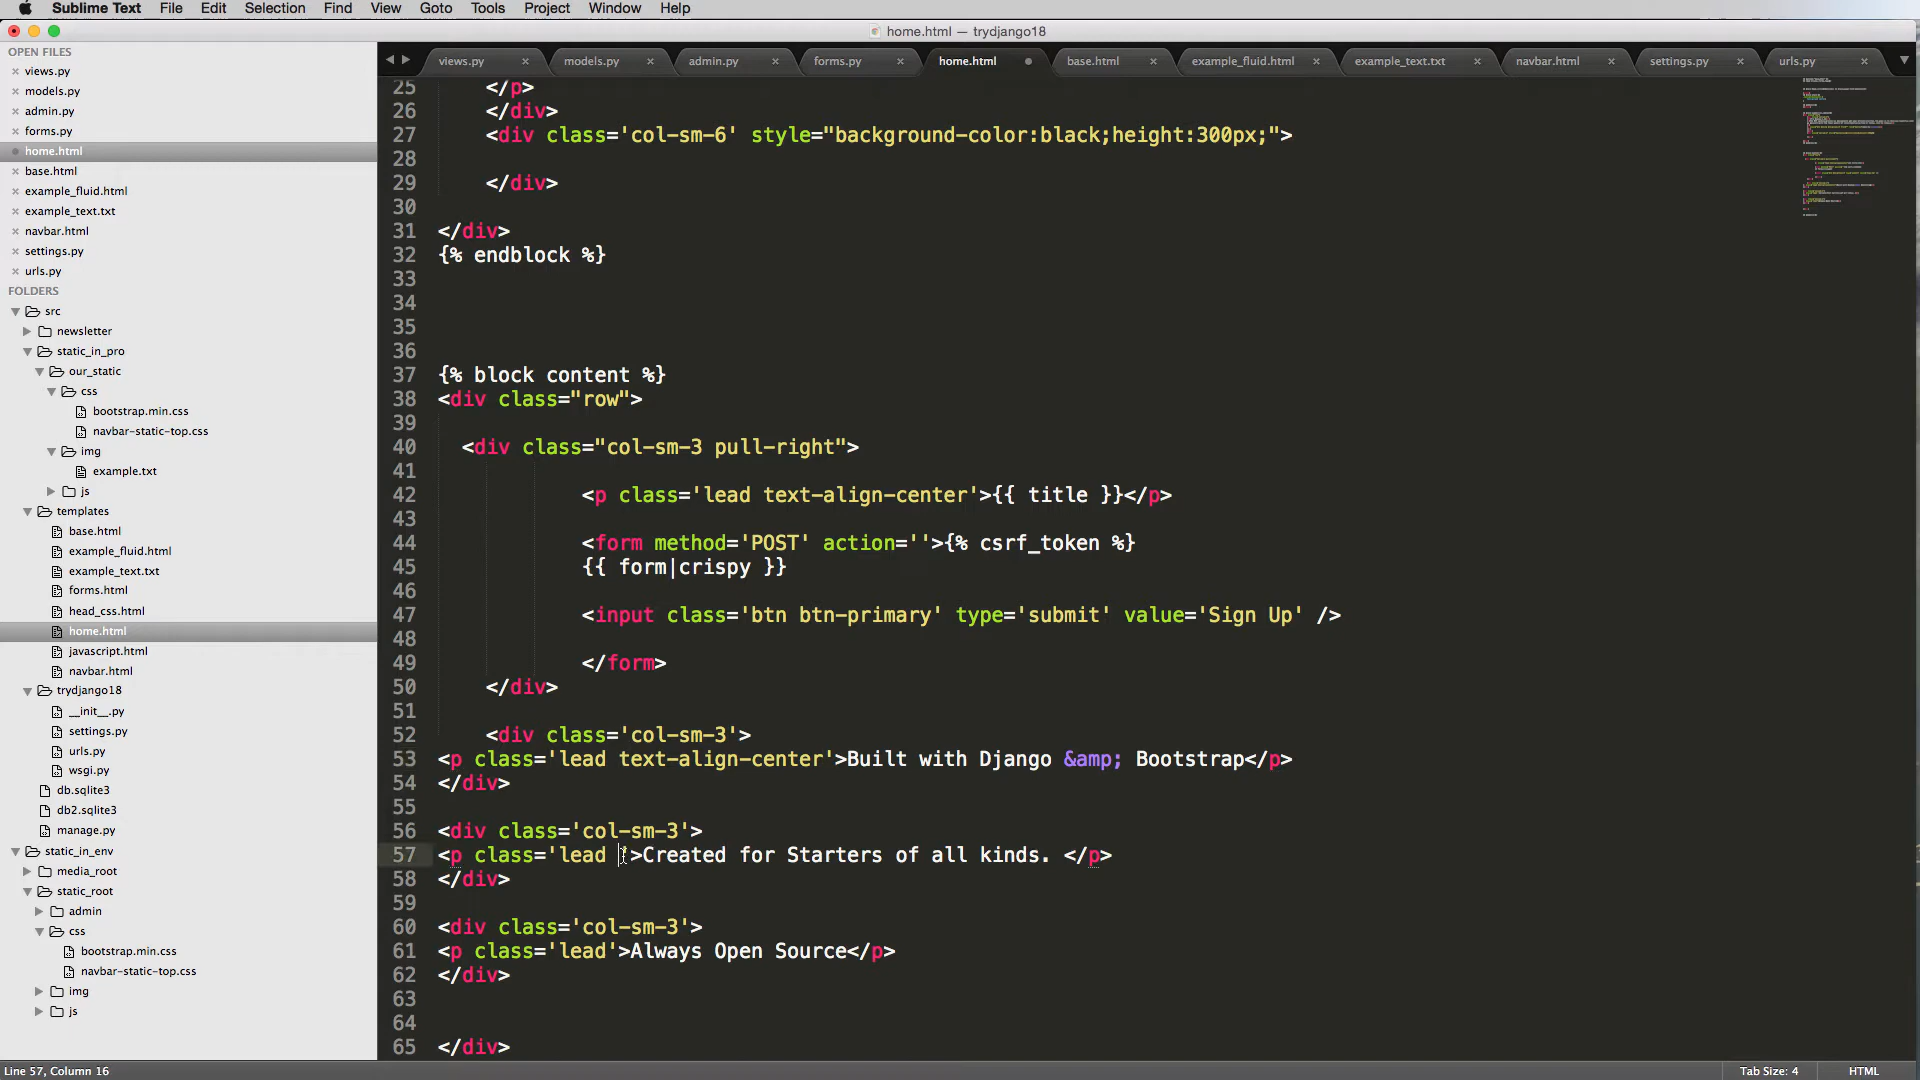 Sublime Text File Edit Selection Find View Goto Tools Project Window Help
home.html — trydjango18
OPEN FILES
views.py
models.py
admin.py
forms.py
home.html
base.html
example_fluid.html
example_text.txt
navbar.html
settings.py
urls.py
FOLDERS
src
newsletter
static_in_pro
our_static
css
bootstrap.min.css
navbar-static-top.css
img
example.txt
js
templates
base.html
example_fluid.html
example_text.txt
forms.html
head_css.html
home.html
javascript.html
navbar.html
trydjango18
__init__.py
settings.py
urls.py
wsgi.py
db.sqlite3
db2.sqlite3
manage.py
static_in_env
media_root
static_root
admin
css
bootstrap.min.css
navbar-static-top.css
img
js
views.py models.py admin.py forms.py home.html base.html example_fluid.html example_text.txt navbar.html settings.py urls.py
25 </p>
26 </div>
27 <div class='col-sm-6' style="background-color:black;height:300px;">
28
29 </div>
30
31 </div>
32 {% endblock %}
33
34
35
36
37 {% block content %}
38 <div class="row">
39
40 <div class="col-sm-3 pull-right">
41
42 <p class='lead text-align-center'>{{ title }}</p>
43
44 <form method='POST' action=''>{% csrf_token %}
45 {{ form|crispy }}
46
47 <input class='btn btn-primary' type='submit' value='Sign Up' />
48
49 </form>
50 </div>
51
52 <div class='col-sm-3'>
53 <p class='lead text-align-center'>Built with Django &amp; Bootstrap</p>
54 </div>
55
56 <div class='col-sm-3'>
57 <p class='lead '>Created for Starters of all kinds. </p>
58 </div>
59
60 <div class='col-sm-3'>
61 <p class='lead'>Always Open Source</p>
62 </div>
63
64
65 </div>
Line 57, Column 16 Tab Size: 4 HTML